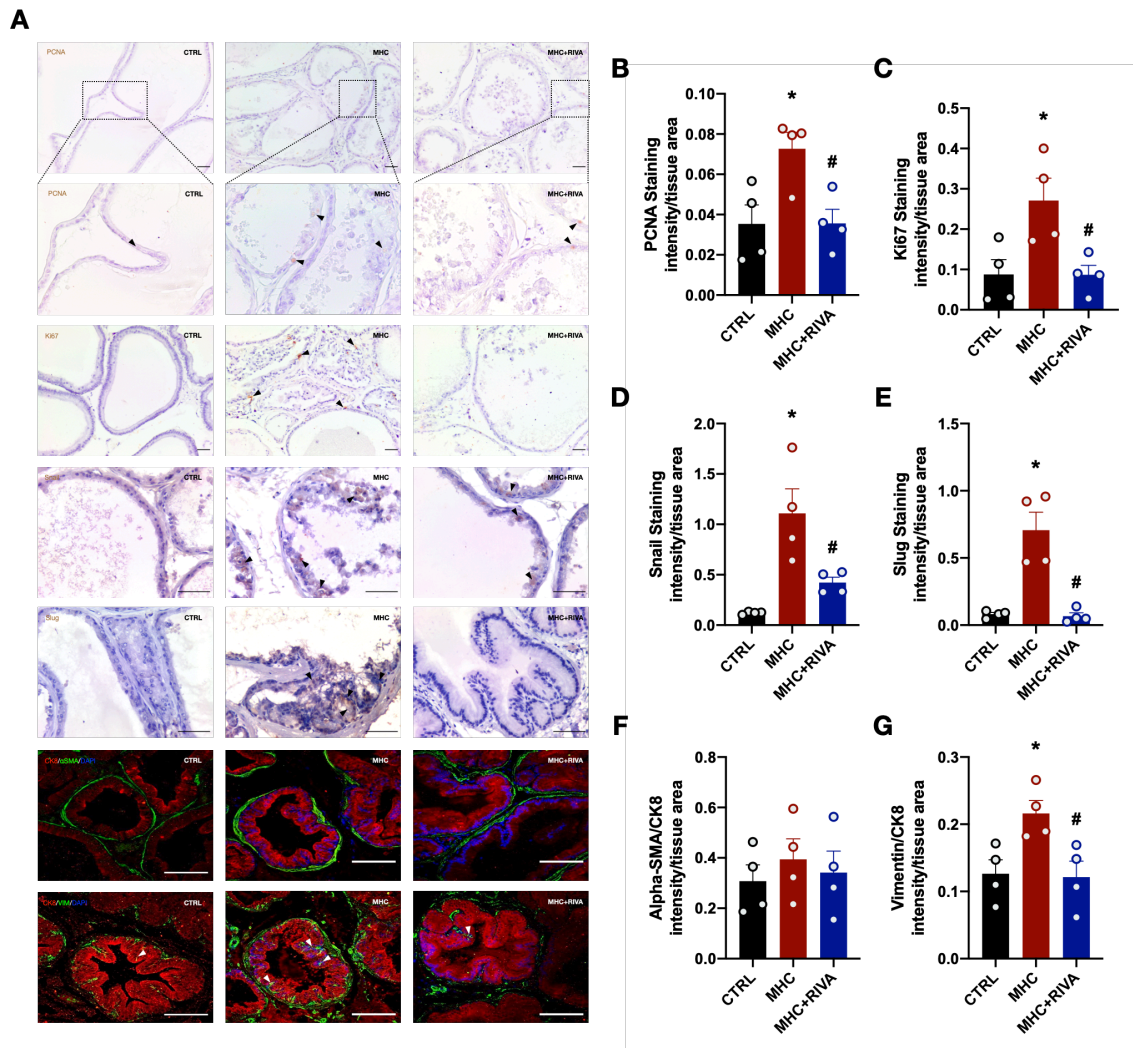 A
PCNA
CTRL
MHC
MHC+RIVA
PCNA
CTRL
MHC
MHC+RIVA
Ki67
CTRL
MHC
MHC+RIVA
CTRL
MHC
MHC+RIVA
Slug
CTRL
MHC
MHC+RIVA
CK8/αSMA/DAPI
CTRL
MHC
MHC+RIVA
CK8/VIM/DAPI
CTRL
MHC
MHC+RIVA
B
PCNA Staining
intensity/tissue area
0.10
0.08
0.06
0.04
0.02
0.00
*
#
CTRL
MHC
MHC+RIVA
C
Ki67 Staining
intensity/tissue area
0.5
0.4
0.3
0.2
0.1
0.0
*
#
CTRL
MHC
MHC+RIVA
D
Snail Staining
intensity/tissue area
2.0
1.5
1.0
0.5
0.0
*
#
CTRL
MHC
MHC+RIVA
E
Slug Staining
intensity/tissue area
1.5
1.0
0.5
0.0
*
#
CTRL
MHC
MHC+RIVA
F
Alpha-SMA/CK8
intensity/tissue area
0.8
0.6
0.4
0.2
0.0
CTRL
MHC
MHC+RIVA
G
Vimentin/CK8
intensity/tissue area
0.3
0.2
0.1
0.0
*
#
CTRL
MHC
MHC+RIVA